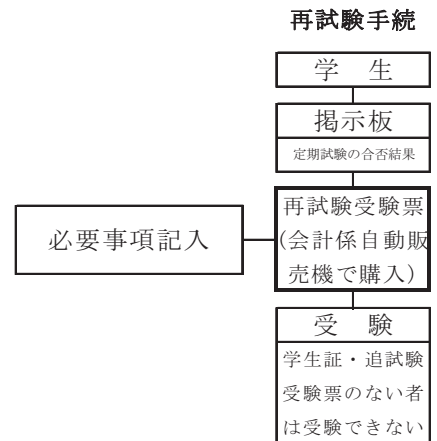 再試験手続
学　生
掲示板
定期試験の合否結果
再試験受験票
(会計係自動販
売機で購入)
必要事項記入
受　験
学生証・追試験
受験票のない者
は受験できない